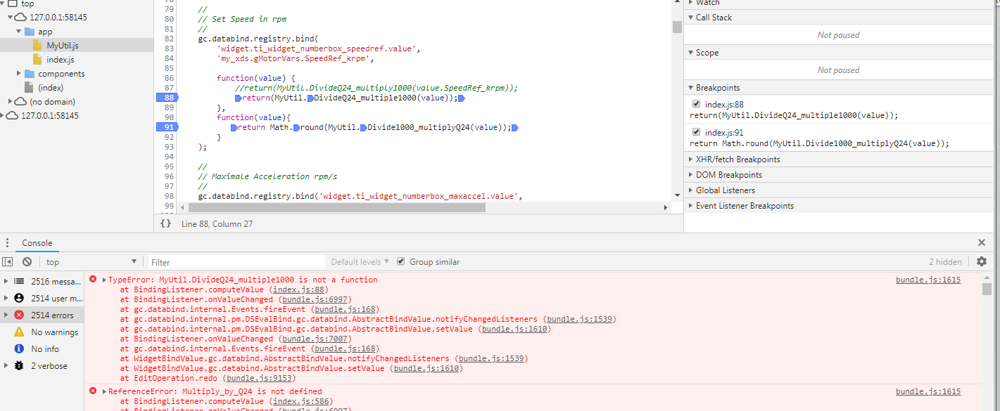 top
127.0.0.1:58145
app
MyUtil.js
index.js
components
(index)
(no domain)
127.0.0.1:58145
79 //
80 // Set Speed in rpm
81 //
82 gc.databind.registry.bind(
83 'widget.ti_widget_numberbox_speedref.value',
84 'my_xds.gMotorVars.SpeedRef_krpm',
85
86 function(value) {
87 //return(MyUtil.DivideQ24_multiply1000(value.SpeedRef_krpm));
88 return(MyUtil.DivideQ24_multiple1000(value));
89 },
90 function(value){
91 return Math.round(MyUtil.Divide1000_multiplyQ24(value));
92 }
93 );
94
95 //
96 // Maximale Acceleration rpm/s
97 //
98 gc.databind.registry.bind('widget.ti_widget_numberbox_maxaccel.value',
99
{} Line 88, Column 27
Watch
Call Stack
Not paused
Scope
Not paused
Breakpoints
index.js:88
return(MyUtil.DivideQ24_multiple1000(value));
index.js:91
return Math.round(MyUtil.Divide1000_multiplyQ24(value));
XHR/fetch Breakpoints
DOM Breakpoints
Global Listeners
Event Listener Breakpoints
Console
top Filter Default levels Group similar 2 hidden
2516 messa...
2514 user m...
2514 errors
No warnings
No info
2 verbose
TypeError: MyUtil.DivideQ24_multiple1000 is not a function bundle.js:1615
at BindingListener.computeValue (index.js:88)
at BindingListener.onValueChanged (bundle.js:6997)
at gc.databind.internal.Events.fireEvent (bundle.js:168)
at gc.databind.internal.pm.DSEvalBind.gc.databind.AbstractBindValue.notifyChangedListeners (bundle.js:1539)
at gc.databind.internal.pm.DSEvalBind.gc.databind.AbstractBindValue.setValue (bundle.js:1610)
at BindingListener.onValueChanged (bundle.js:7007)
at gc.databind.internal.Events.fireEvent (bundle.js:168)
at WidgetBindValue.gc.databind.AbstractBindValue.notifyChangedListeners (bundle.js:1539)
at WidgetBindValue.gc.databind.AbstractBindValue.setValue (bundle.js:1610)
at EditOperation.redo (bundle.js:9153)
ReferenceError: Multiply_by_Q24 is not defined bundle.js:1615
at BindingListener.computeValue (index.js:586)
at BindingListener.onValueChanged (bundle.js:6997)